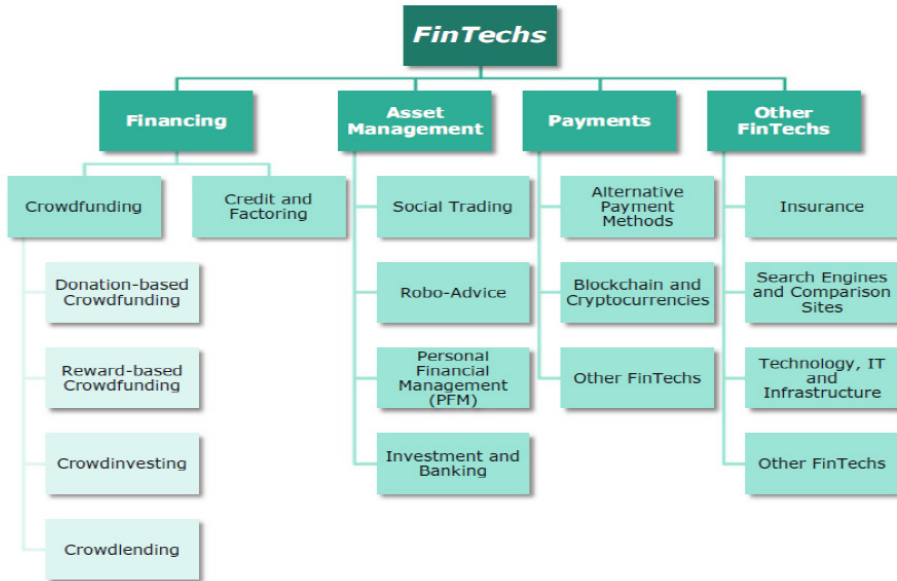 FinTechs
Financing
Asset
Management
Payments
Other
FinTechs
Crowdfunding
Credit and
Factoring
Social Trading
Alternative
Payment
Methods
Insurance
Donation-based
Crowdfunding
Robo-Advice
Blockchain and
Cryptocurrencies
Search Engines
and Comparison
Sites
Reward-based
Crowdfunding
Personal
Financial
Management
(PFM)
Other FinTechs
Technology, IT
and
Infrastructure
Crowdinvesting
Investment and
Banking
Other FinTechs
Crowdlending